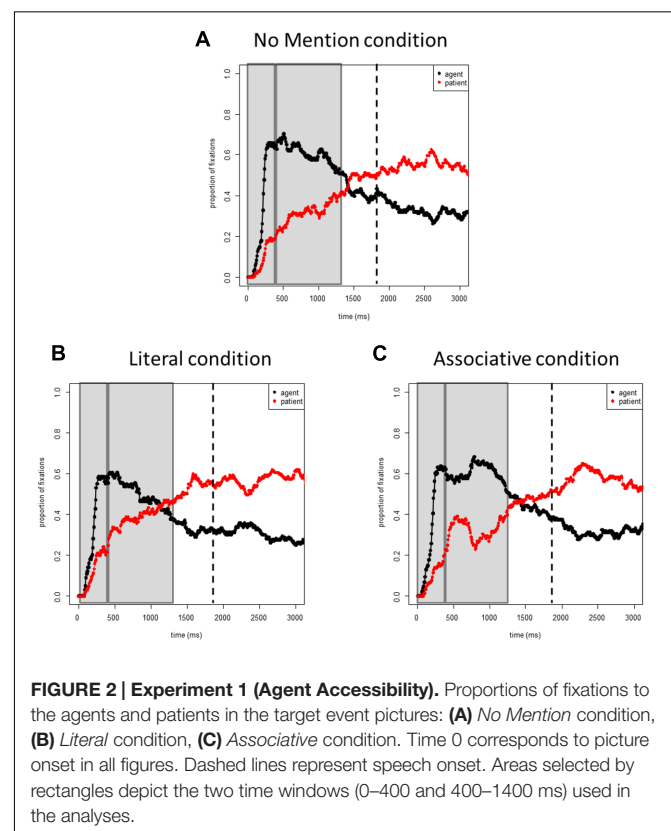 A No Mention condition
agent
patient
proportion of fixations
0.0 0.2 0.4 0.6 0.8 1.0
0 500 1000 1500 2000 2500 3000
time (ms)
B Literal condition
agent
patient
proportion of fixations
0.0 0.2 0.4 0.6 0.8 1.0
0 500 1000 1500 2000 2500 3000
time (ms)
C Associative condition
agent
patient
proportion of fixations
0.0 0.2 0.4 0.6 0.8 1.0
0 500 1000 1500 2000 2500 3000
time (ms)
FIGURE 2 | Experiment 1 (Agent Accessibility). Proportions of fixations to
the agents and patients in the target event pictures: (A) No Mention condition,
(B) Literal condition, (C) Associative condition. Time 0 corresponds to picture
onset in all figures. Dashed lines represent speech onset. Areas selected by
rectangles depict the two time windows (0–400 and 400–1400 ms) used in
the analyses.